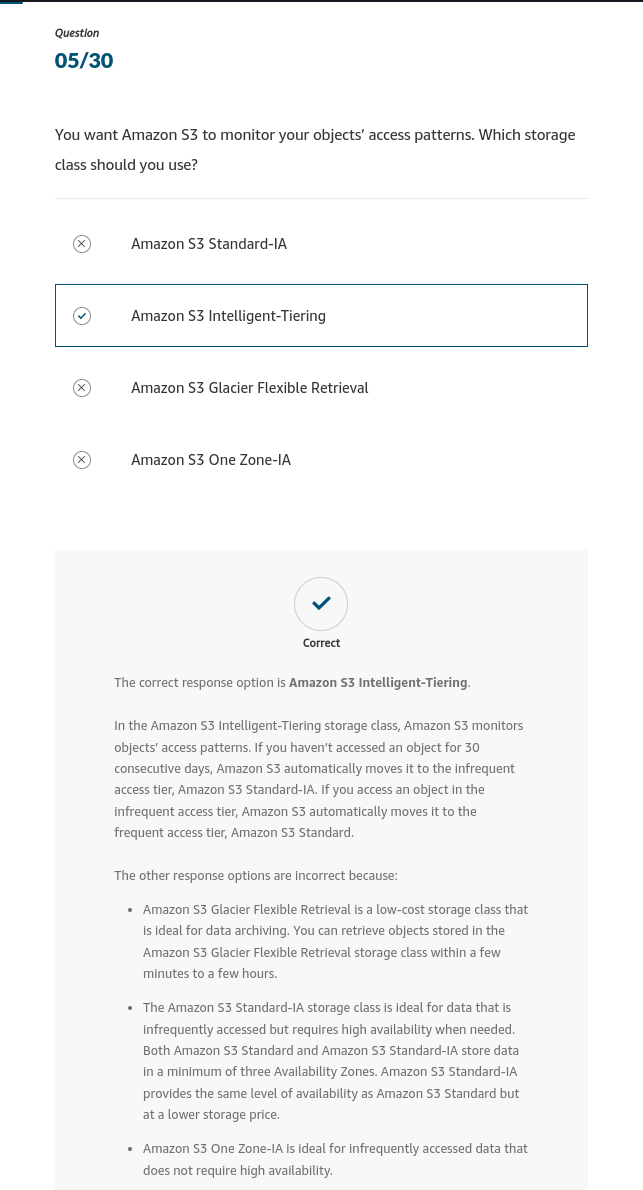 Question
05/30
You want Amazon S3 to monitor your objects’ access patterns. Which storage
class should you use?
Amazon S3 Standard-IA
Amazon S3 Intelligent-Tiering
Amazon S3 Glacier Flexible Retrieval
Amazon S3 One Zone-IA
Correct
The correct response option is Amazon S3 Intelligent-Tiering.
In the Amazon S3 Intelligent-Tiering storage class, Amazon S3 monitors
objects’ access patterns. If you haven’t accessed an object for 30
consecutive days, Amazon S3 automatically moves it to the infrequent
access tier, Amazon S3 Standard-IA. If you access an object in the
infrequent access tier, Amazon S3 automatically moves it to the
frequent access tier, Amazon S3 Standard.
The other response options are incorrect because:
• Amazon S3 Glacier Flexible Retrieval is a low-cost storage class that
is ideal for data archiving. You can retrieve objects stored in the
Amazon S3 Glacier Flexible Retrieval storage class within a few
minutes to a few hours.
• The Amazon S3 Standard-IA storage class is ideal for data that is
infrequently accessed but requires high availability when needed.
Both Amazon S3 Standard and Amazon S3 Standard-IA store data
in a minimum of three Availability Zones. Amazon S3 Standard-IA
provides the same level of availability as Amazon S3 Standard but
at a lower storage price.
• Amazon S3 One Zone-IA is ideal for infrequently accessed data that
does not require high availability.